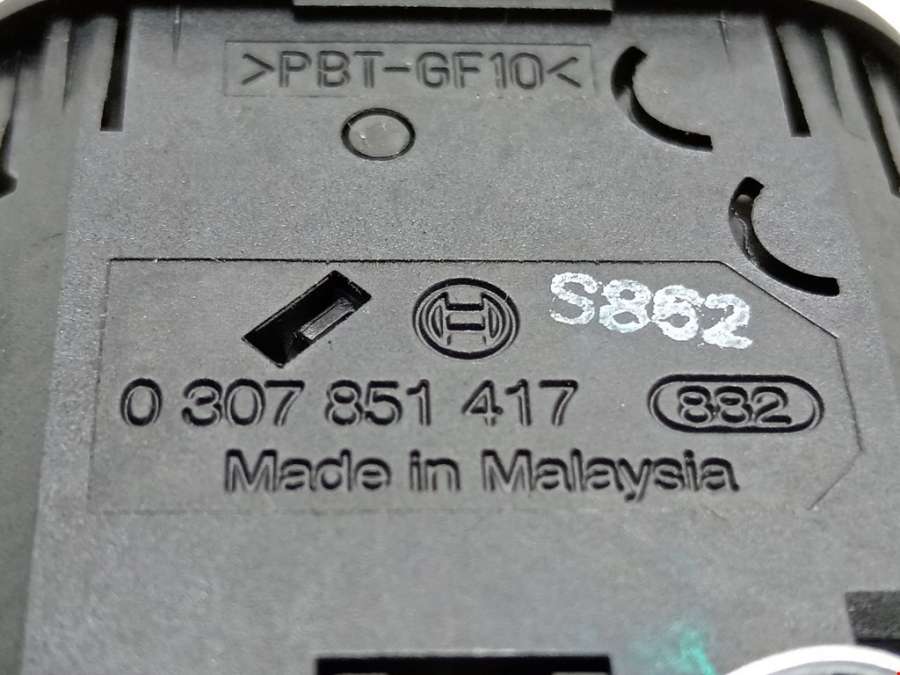 >PBT-GF10<
S862
0 307 851 417 882
Made in Malaysia